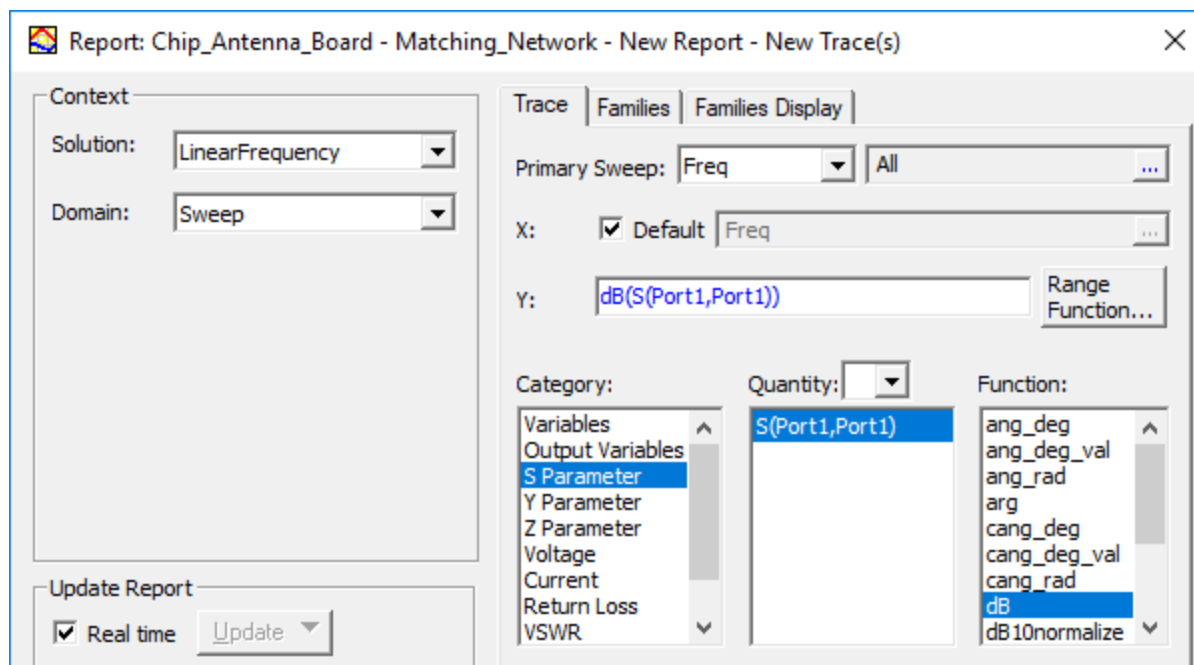 Report: Chip_Antenna_Board - Matching_Network - New Report - New Trace(s)
Context
Solution: LinearFrequency
Domain: Sweep
Update Report
Real time Update
Trace Families Families Display
Primary Sweep: Freq All ...
X: Default Freq ...
Y: dB(S(Port1,Port1)) Range
Function...
Category: Quantity: Function:
Variables
Output Variables
S Parameter
Y Parameter
Z Parameter
Voltage
Current
Return Loss
VSWR
S(Port1,Port1)
ang_deg
ang_deg_val
ang_rad
arg
cang_deg
cang_deg_val
cang_rad
dB
dB10normalize